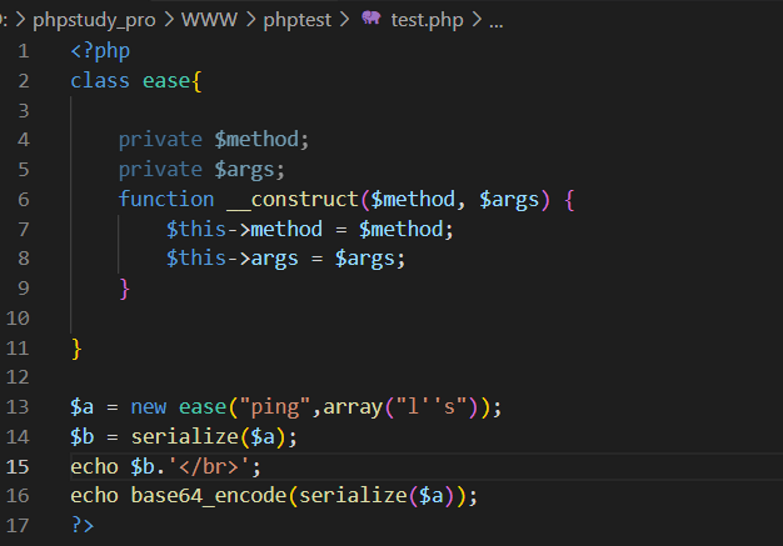 : > phpstudy_pro > WWW > phptest > test.php > ...
1 <?php
2 class ease{
3
4 private $method;
5 private $args;
6 function __construct($method, $args) {
7 $this->method = $method;
8 $this->args = $args;
9 }
10
11 }
12
13 $a = new ease("ping",array("l''s"));
14 $b = serialize($a);
15 echo $b.'</br>';
16 echo base64_encode(serialize($a));
17 ?>